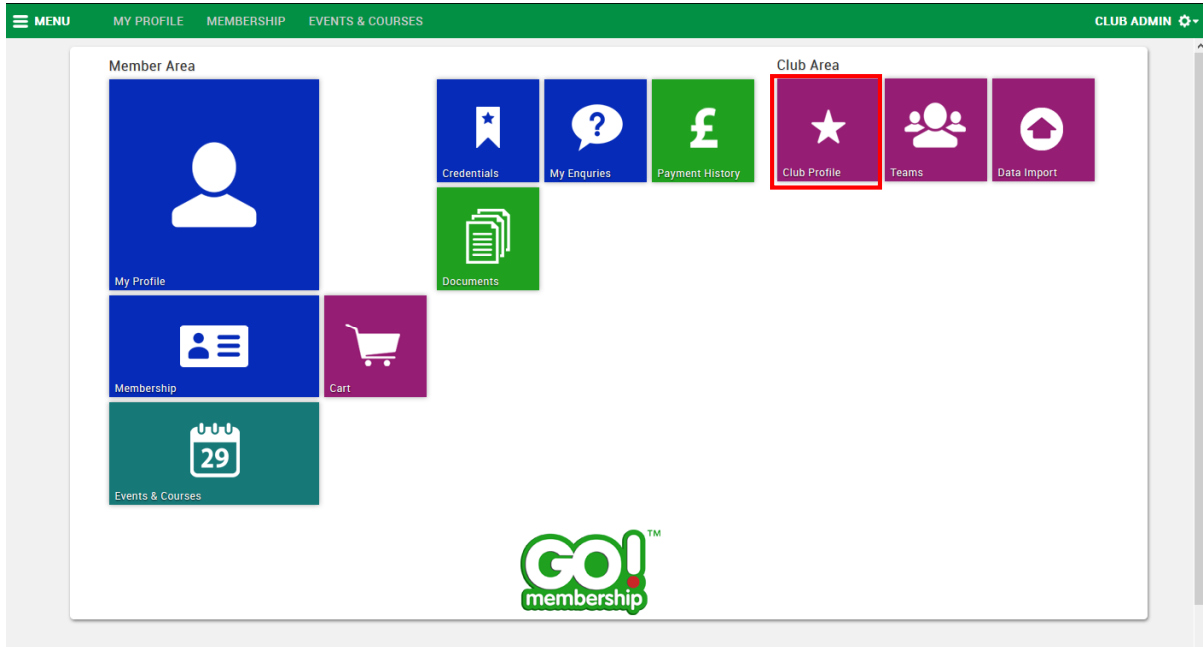 MENU MY PROFILE MEMBERSHIP EVENTS & COURSES CLUB ADMIN
Member Area
Club Area
My Profile
Credentials
My Enquries
Payment History
Club Profile
Teams
Data Import
Documents
Membership
Cart
29
Events & Courses
GO! TM
membership